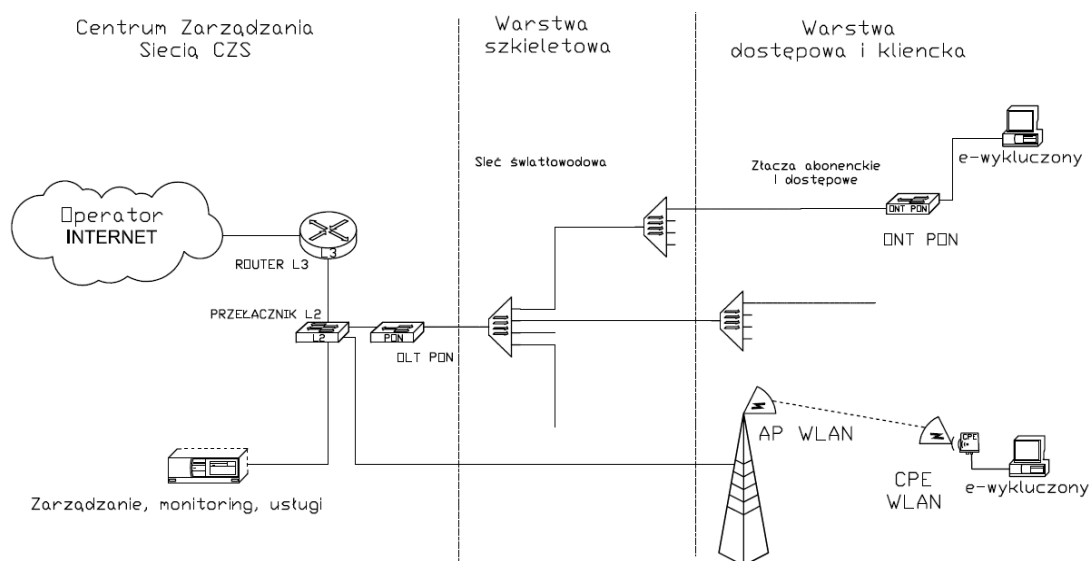 Centrum Zarządzania
Siecią CZS
Warstwa
szkieletowa
Warstwa
dostępowa i kliencka
Sieć światłowodowa
Złącza abonenckie
i dostępowe
e-wykluczony
ONT PON
ONT PON
Operator
INTERNET
L3
ROUTER L3
PRZEŁACZNIK L2
L2
PON
OLT PON
AP WLAN
CPE
CPE
WLAN
e-wykluczony
Zarządzanie, monitoring, usługi